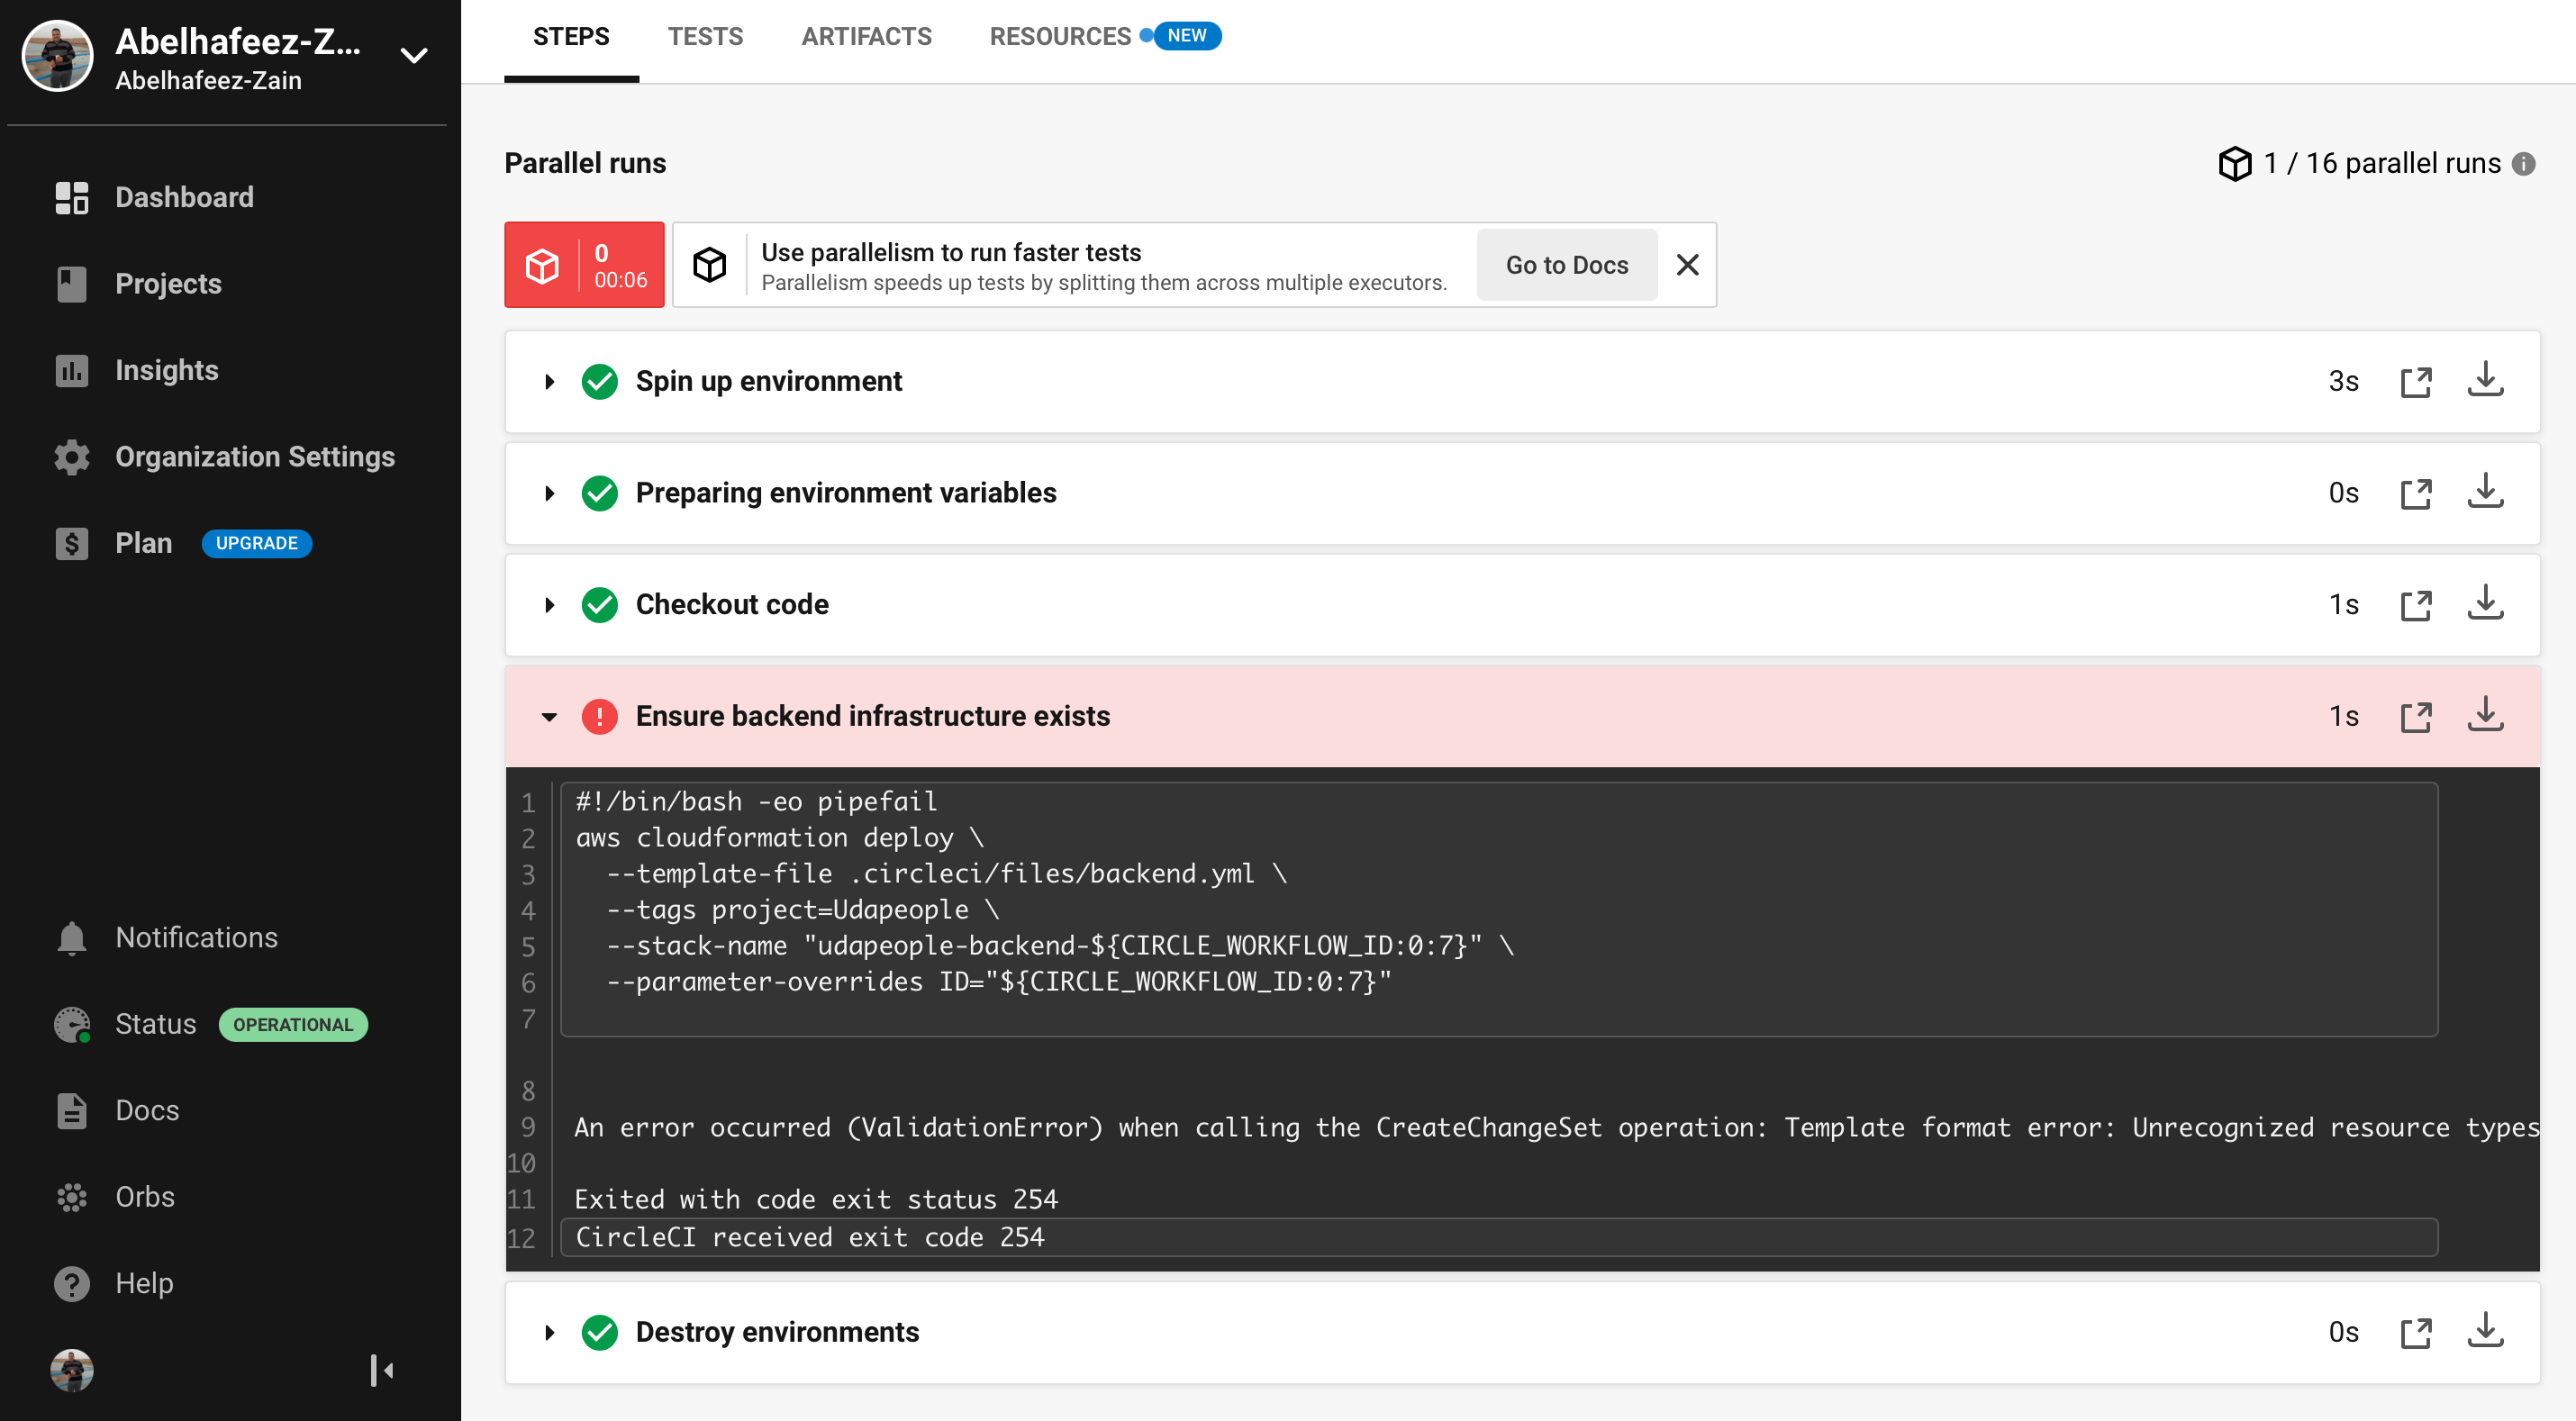 Abelhafeez-Z...
Abelhafeez-Zain
Dashboard
Projects
Insights
Organization Settings
Plan UPGRADE
Notifications
Status OPERATIONAL
Docs
Orbs
Help
STEPS TESTS ARTIFACTS RESOURCES NEW
Parallel runs
1 / 16 parallel runs
0
00:06
Use parallelism to run faster tests
Parallelism speeds up tests by splitting them across multiple executors.
Go to Docs
Spin up environment 3s
Preparing environment variables 0s
Checkout code 1s
Ensure backend infrastructure exists 1s
1 #!/bin/bash -eo pipefail
2 aws cloudformation deploy \
3 --template-file .circleci/files/backend.yml \
4 --tags project=Udapeople \
5 --stack-name "udapeople-backend-${CIRCLE_WORKFLOW_ID:0:7}" \
6 --parameter-overrides ID="${CIRCLE_WORKFLOW_ID:0:7}"
7
8
9 An error occurred (ValidationError) when calling the CreateChangeSet operation: Template format error: Unrecognized resource types
10
11 Exited with code exit status 254
12 CircleCI received exit code 254
Destroy environments 0s